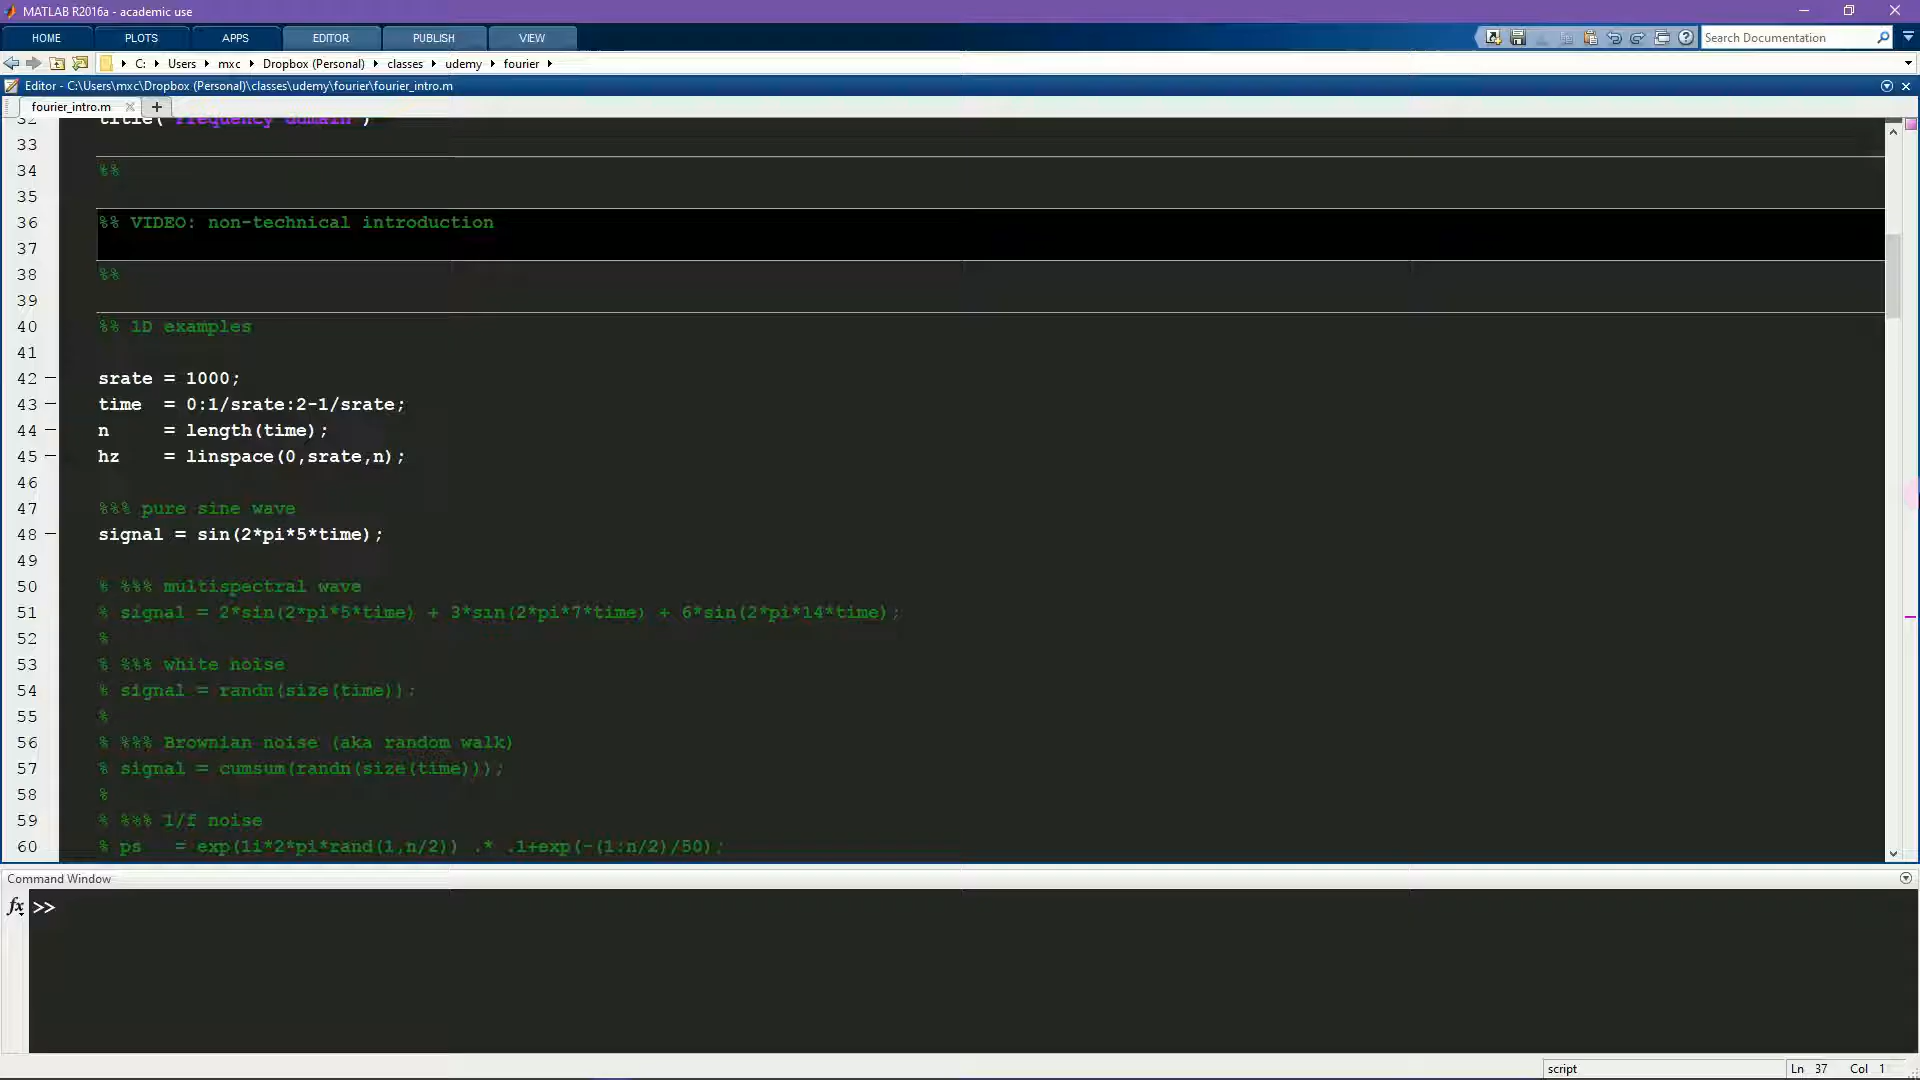 MATLAB R2016a - academic use
HOME PLOTS APPS EDITOR PUBLISH VIEW Search Documentation
C: Users mxc Dropbox (Personal) classes udemy fourier
Editor - C:\Users\mxc\Dropbox (Personal)\classes\udemy\fourier\fourier_intro.m
fourier_intro.m
32 title('frequency domain')
33
34 %%
35
36 %% VIDEO: non-technical introduction
37
38 %%
39
40 %% 1D examples
41
42 srate = 1000;
43 time = 0:1/srate:2-1/srate;
44 n = length(time);
45 hz = linspace(0,srate,n);
46
47 %%% pure sine wave
48 signal = sin(2*pi*5*time);
49
50 % %%% multispectral wave
51 % signal = 2*sin(2*pi*5*time) + 3*sin(2*pi*7*time) + 6*sin(2*pi*14*time);
52 %
53 % %%% white noise
54 % signal = randn(size(time));
55 %
56 % %%% Brownian noise (aka random walk)
57 % signal = cumsum(randn(size(time)));
58 %
59 % %%% 1/f noise
60 % ps = exp(1i*2*pi*rand(1,n/2)) .* .1+exp(-(1:n/2)/50);
Command Window
fx >>
script Ln 37 Col 1